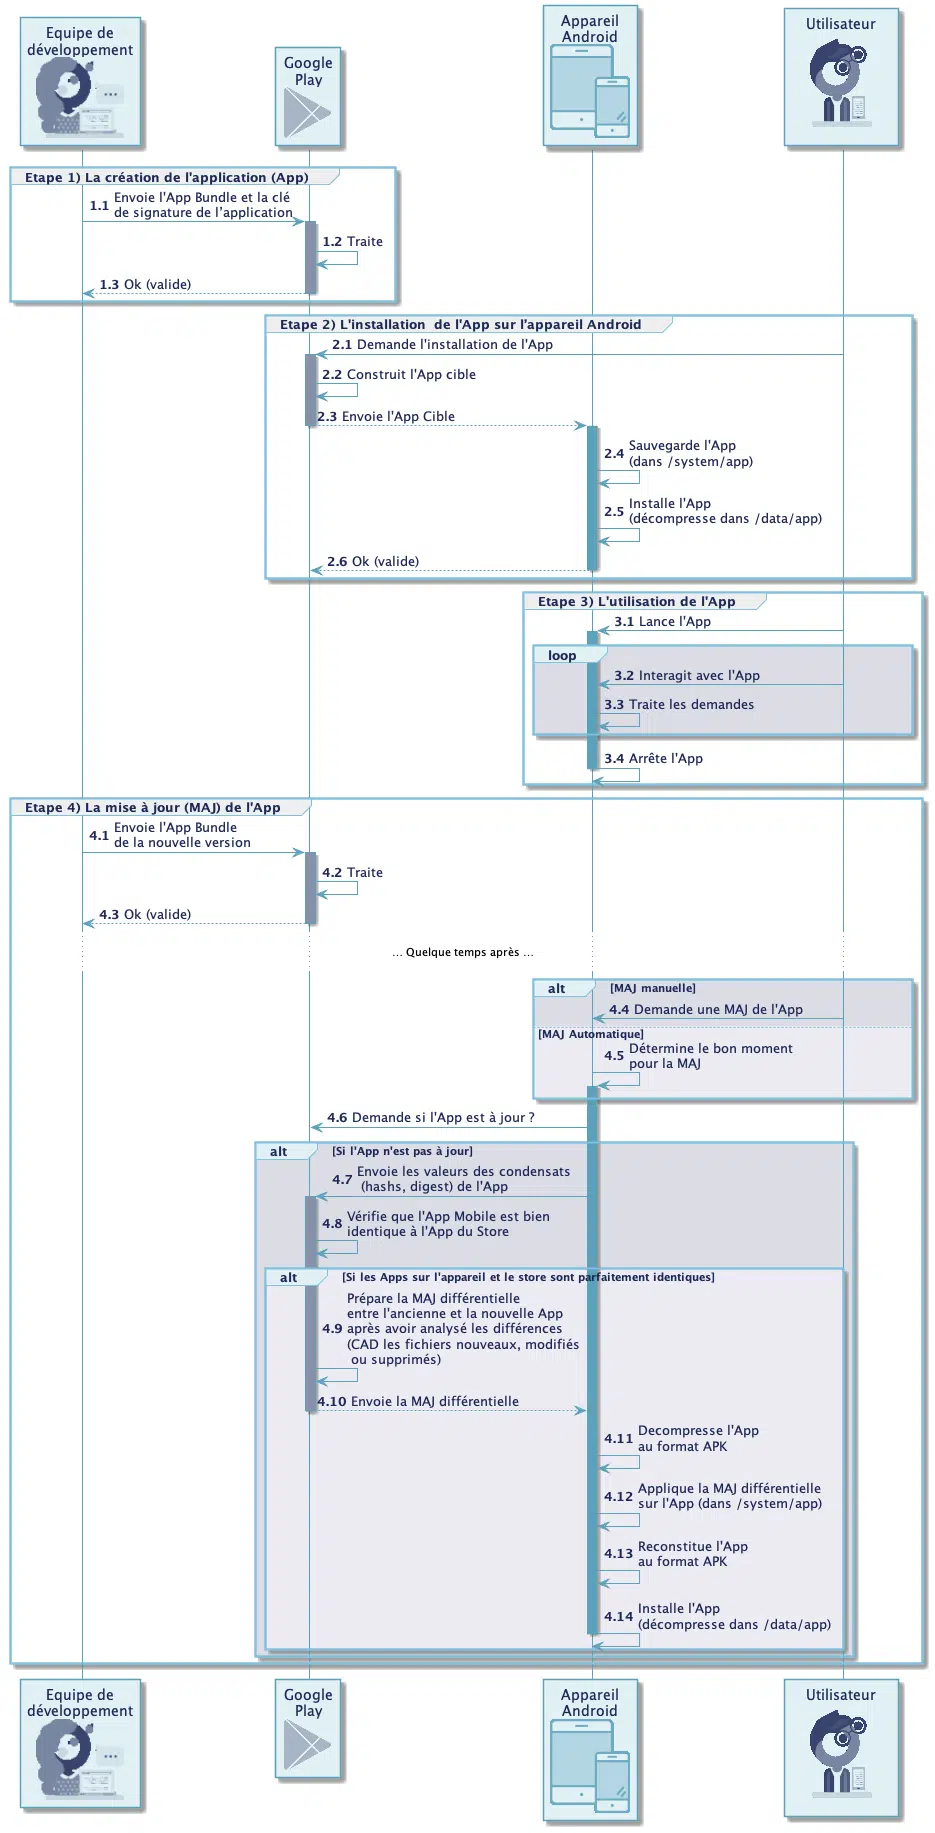 Equipe de
développement
Google
Play
Appareil
Android
Utilisateur
Etape 1) La création de l'application (App)
1.1 Envoie l'App Bundle et la clé
de signature de l'application
1.2 Traite
1.3 Ok (valide)
Etape 2) L'installation  de l'App sur l'appareil Android
2.1 Demande l'installation de l'App
2.2 Construit l'App cible
2.3 Envoie l'App Cible
2.4 Sauvegarde l'App
(dans /system/app)
2.5 Installe l'App
(décompresse dans /data/app)
2.6 Ok (valide)
Etape 3) L'utilisation de l'App
3.1 Lance l'App
loop
3.2 Interagit avec l'App
3.3 Traite les demandes
3.4 Arrête l'App
Etape 4) La mise à jour (MAJ) de l'App
4.1 Envoie l'App Bundle
de la nouvelle version
4.2 Traite
4.3 Ok (valide)
... Quelque temps après ...
alt [MAJ manuelle]
4.4 Demande une MAJ de l'App
[MAJ Automatique]
4.5 Détermine le bon moment
pour la MAJ
4.6 Demande si l'App est à jour ?
alt [Si l'App n'est pas à jour]
4.7 Envoie les valeurs des condensats
(hashs, digest) de l'App
4.8 Vérifie que l'App Mobile est bien
identique à l'App du Store
alt [Si les Apps sur l'appareil et le store sont parfaitement identiques]
Prépare la MAJ différentielle
entre l'ancienne et la nouvelle App
4.9 après avoir analysé les différences
(CAD les fichiers nouveaux, modifiés
ou supprimés)
4.10 Envoie la MAJ différentielle
4.11 Decompresse l'App
au format APK
4.12 Applique la MAJ différentielle
sur l'App (dans /system/app)
4.13 Reconstitue l'App
au format APK
4.14 Installe l'App
(décompresse dans /data/app)
Equipe de
développement
Google
Play
Appareil
Android
Utilisateur